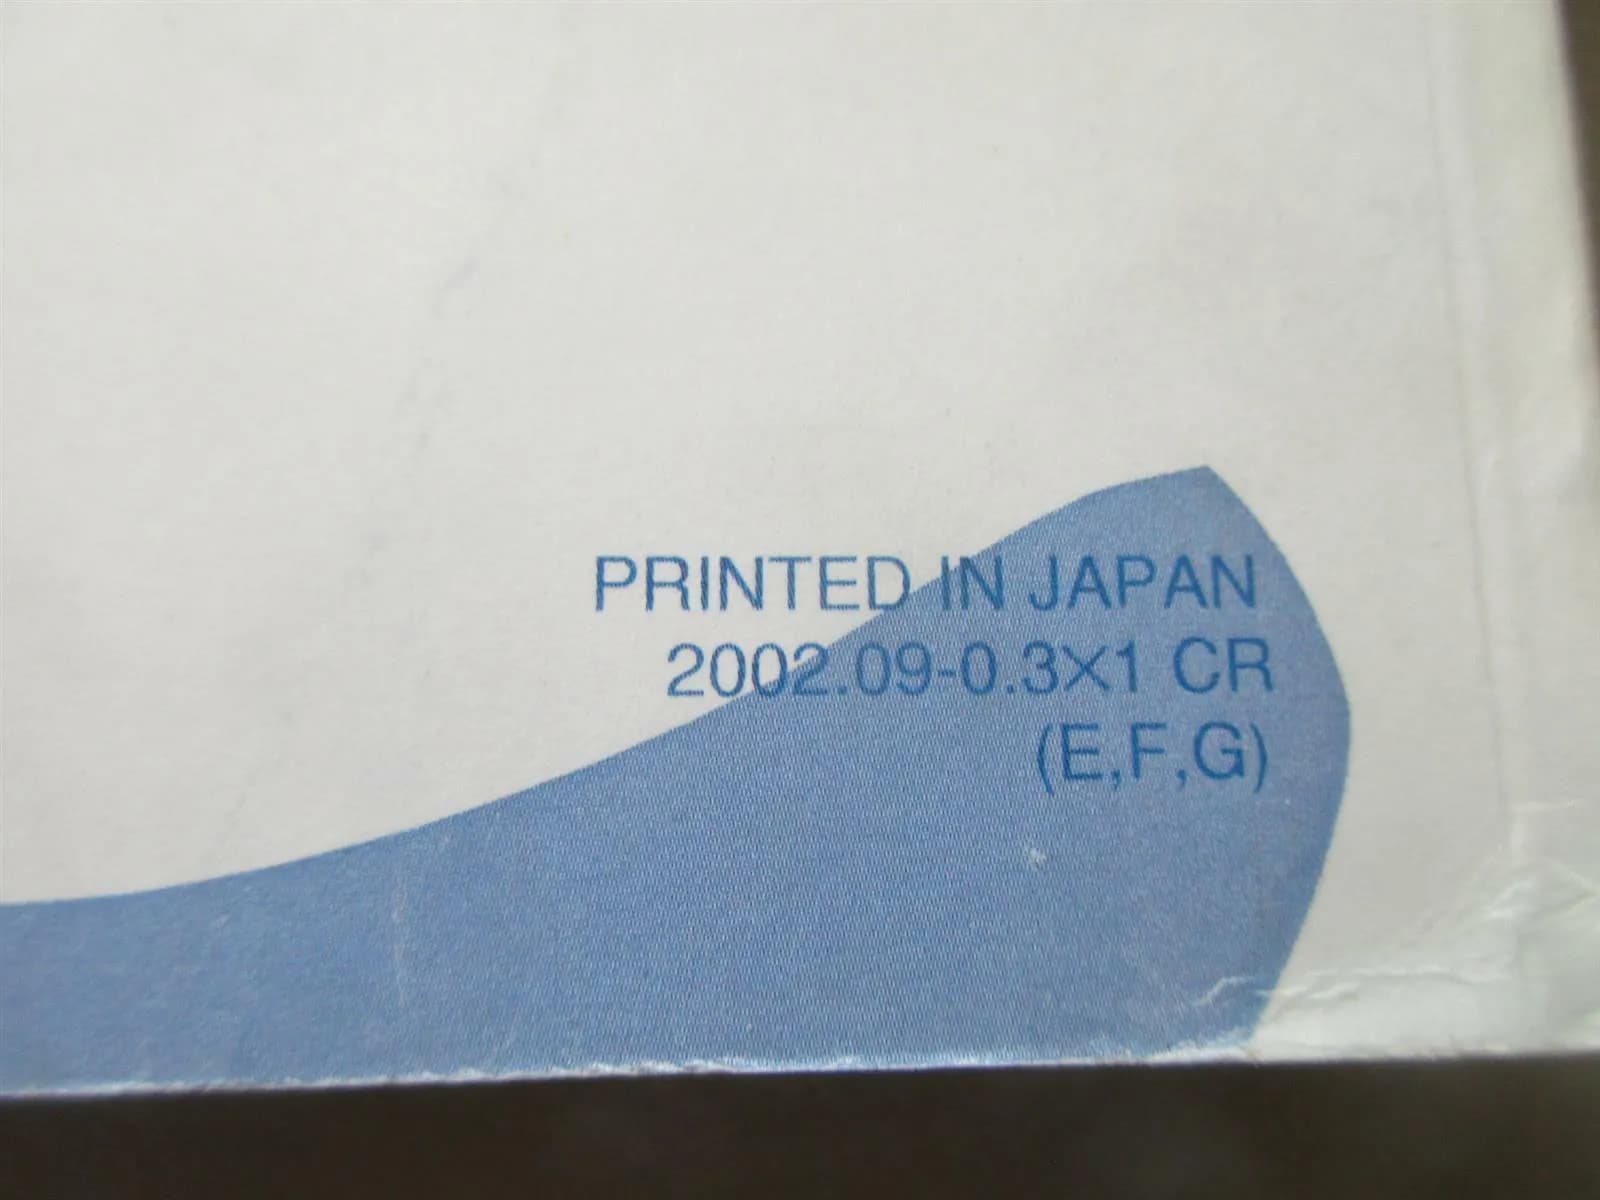 PRINTED IN JAPAN
2002.09-0.3×1 CR
(E,F,G)